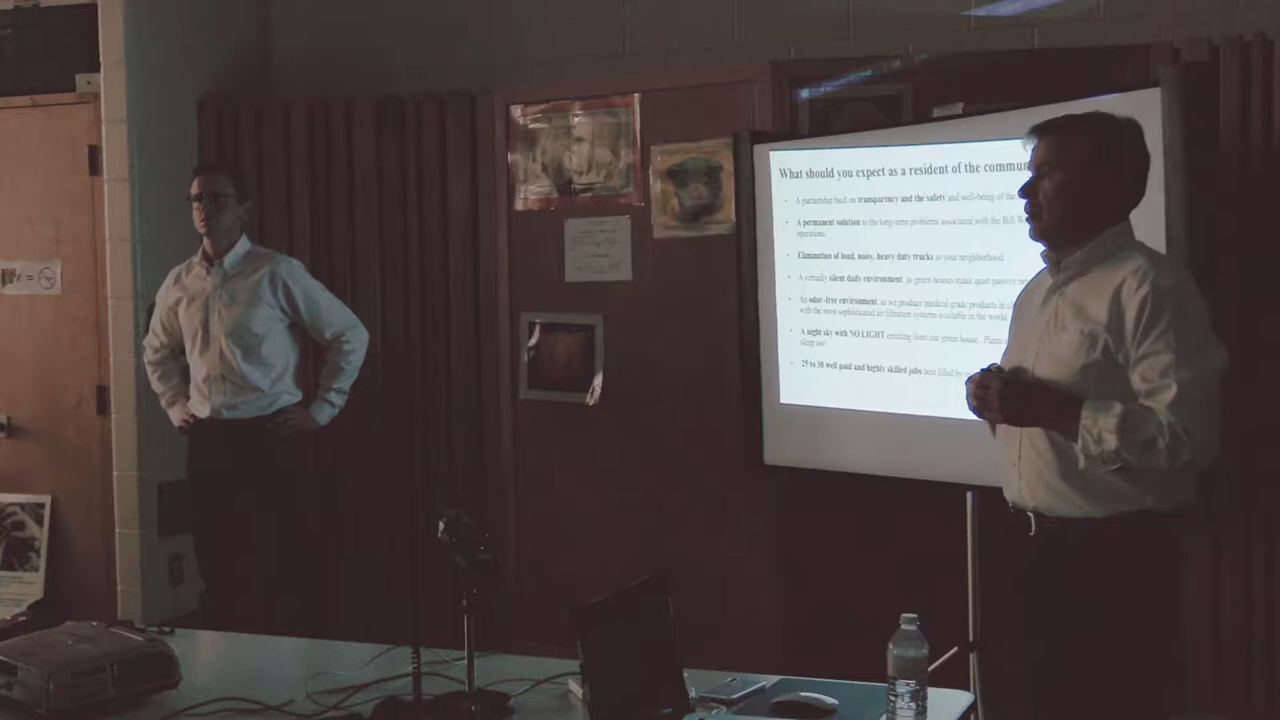 What should you expect as a resident of the commun
A partnership built on transparency and the safety and well-being of the
A permanent solution to the long-term problems associated with the Bill W
operations.
Elimination of loud, noisy, heavy duty trucks in your neighborhood.
A virtually silent daily environment, as green houses make quiet passive
An odor-free environment, as we produce medical grade products in
with the most sophisticated air filtration systems available in the world.
A night sky with NO LIGHT emitting from our green house. Plants
sleep too!
25 to 30 well paid and highly skilled jobs best filled by